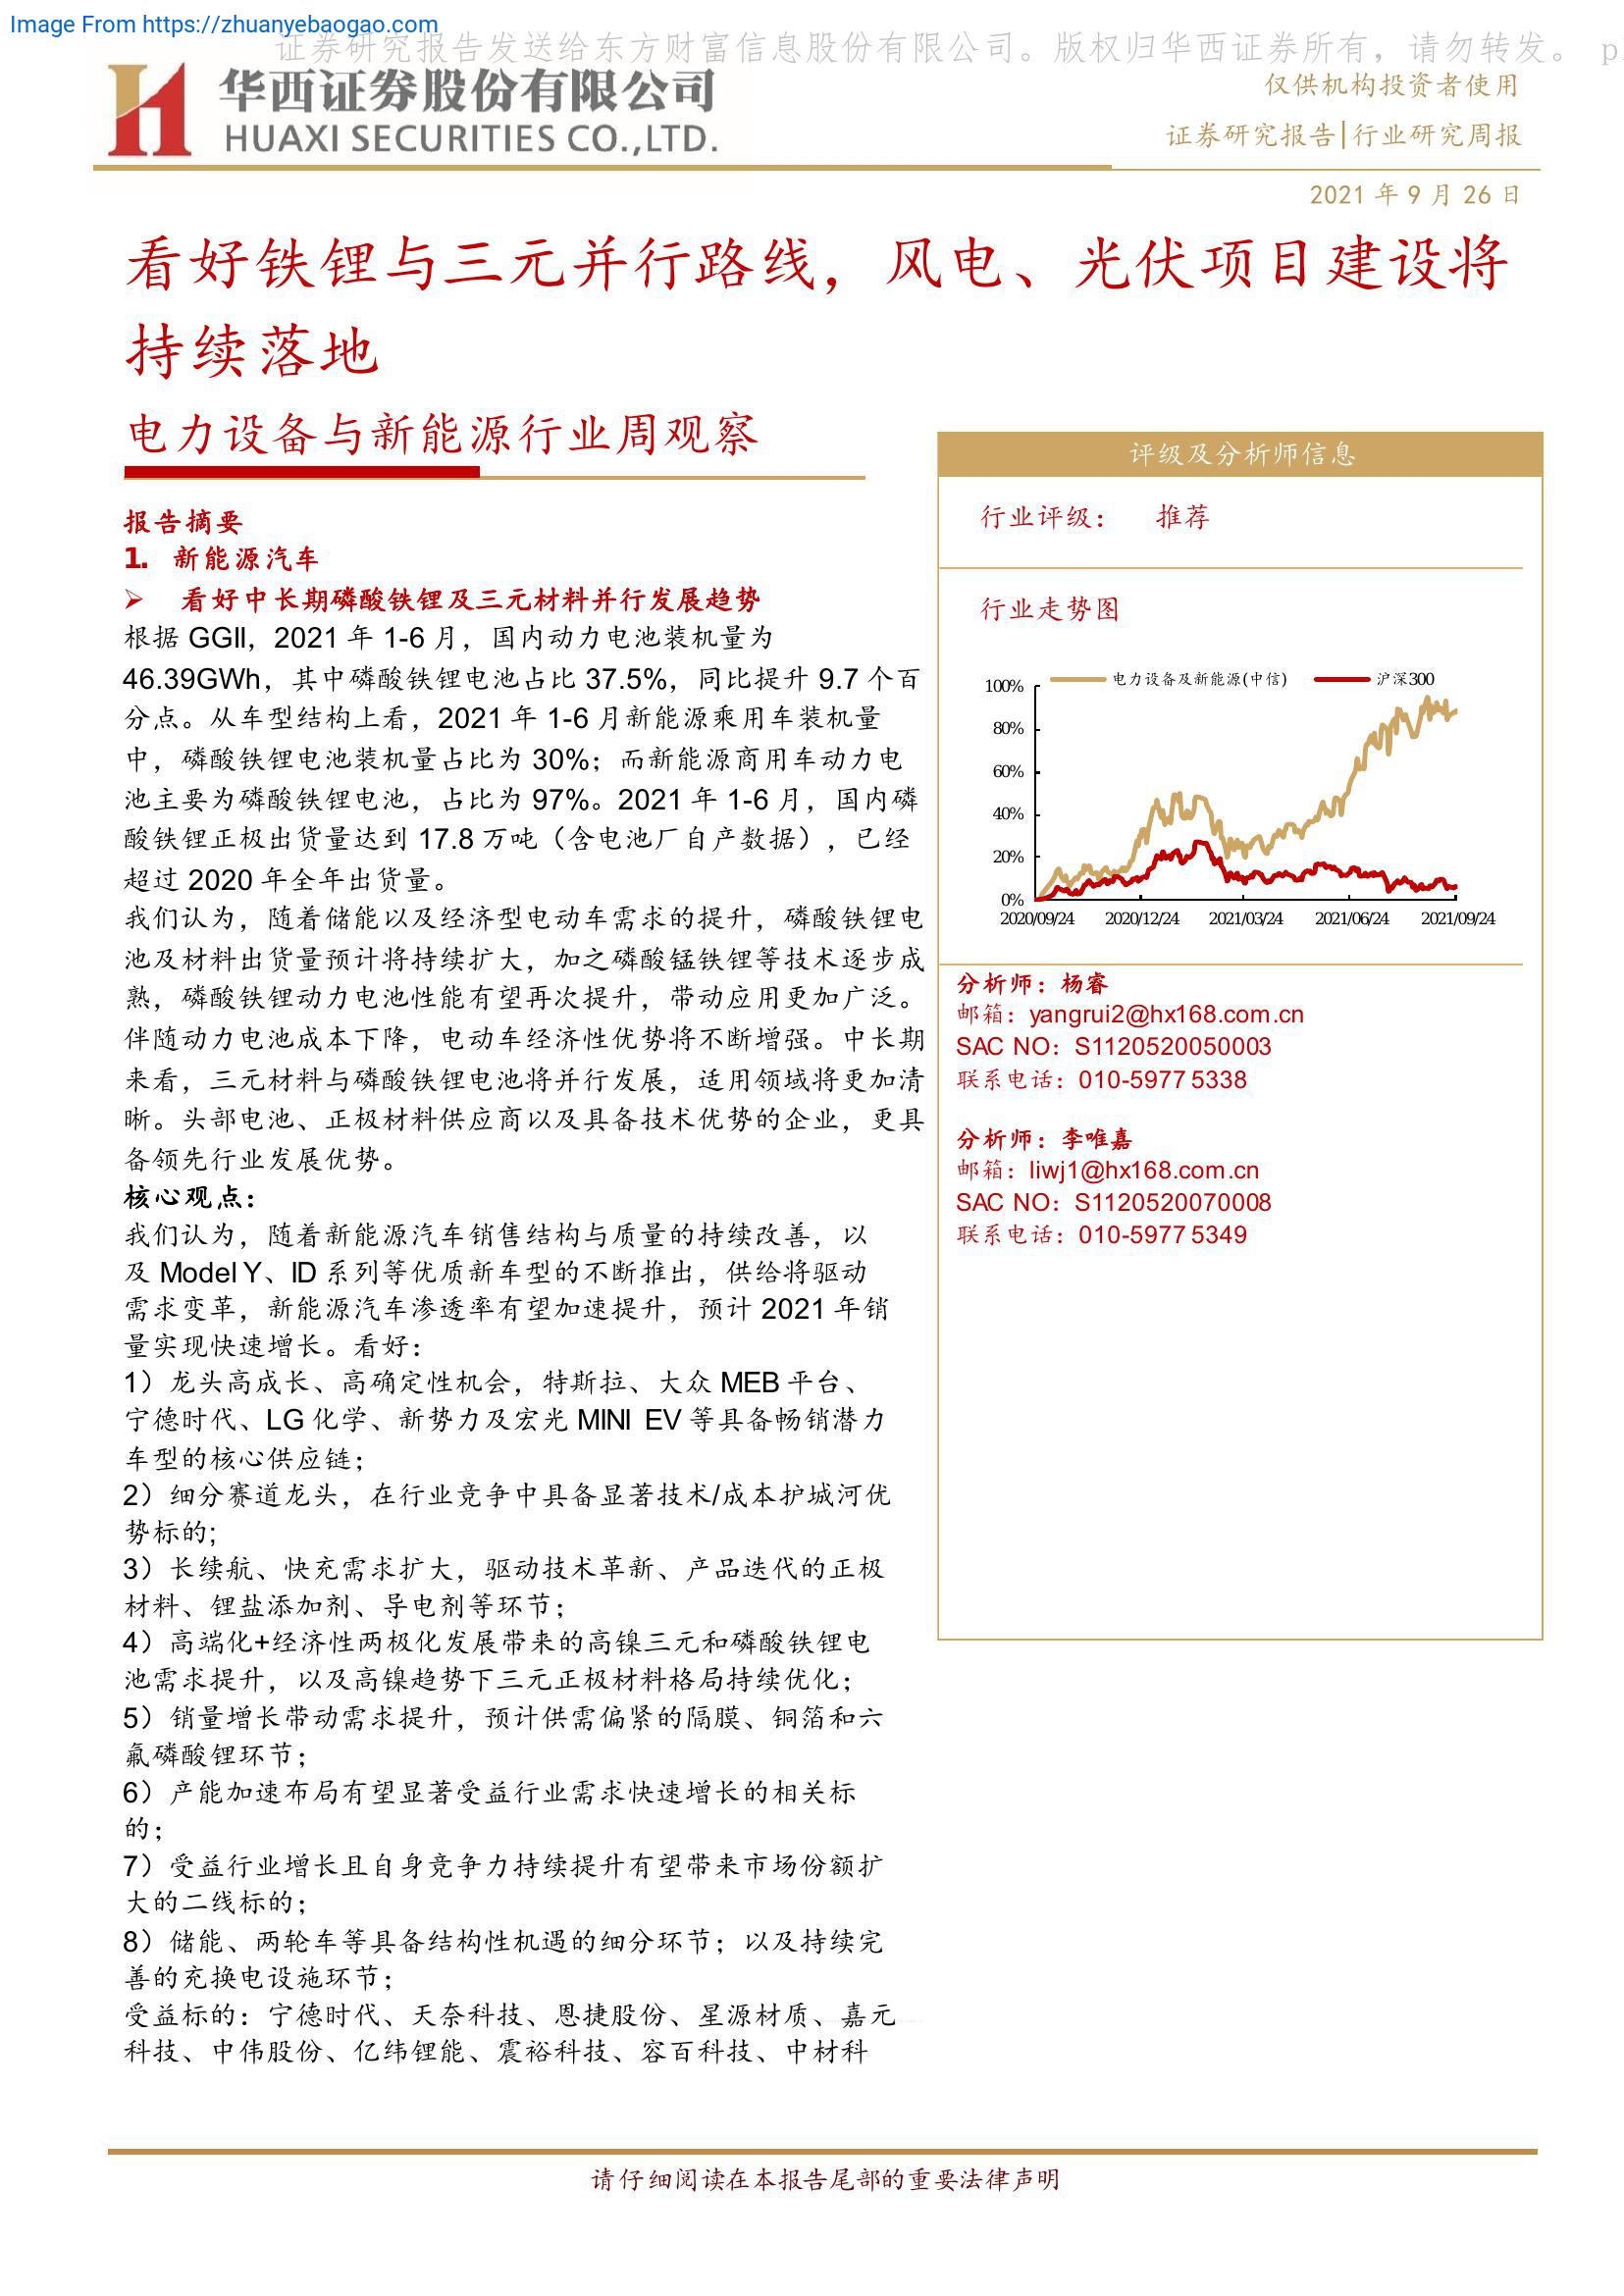 Image From https://zhuanyebaogao.com
证券研究报告发送给东方财富信息股份有限公司。版权归华西证券所有，请勿转发。 p
华西证券股份有限公司
HUAXI SECURITIES CO.,LTD.
仅供机构投资者使用
证券研究报告|行业研究周报
2021 年 9 月 26 日
看好铁锂与三元并行路线，风电、光伏项目建设将
持续落地
电力设备与新能源行业周观察
报告摘要
1. 新能源汽车
➢ 看好中长期磷酸铁锂及三元材料并行发展趋势
根据 GGII，2021 年 1-6 月，国内动力电池装机量为
46.39GWh，其中磷酸铁锂电池占比 37.5%，同比提升 9.7 个百
分点。从车型结构上看，2021 年 1-6 月新能源乘用车装机量
中，磷酸铁锂电池装机量占比为 30%；而新能源商用车动力电
池主要为磷酸铁锂电池，占比为 97%。2021 年 1-6 月，国内磷
酸铁锂正极出货量达到 17.8 万吨（含电池厂自产数据），已经
超过 2020 年全年出货量。
我们认为，随着储能以及经济型电动车需求的提升，磷酸铁锂电
池及材料出货量预计将持续扩大，加之磷酸锰铁锂等技术逐步成
熟，磷酸铁锂动力电池性能有望再次提升，带动应用更加广泛。
伴随动力电池成本下降，电动车经济性优势将不断增强。中长期
来看，三元材料与磷酸铁锂电池将并行发展，适用领域将更加清
晰。头部电池、正极材料供应商以及具备技术优势的企业，更具
备领先行业发展优势。
核心观点：
我们认为，随着新能源汽车销售结构与质量的持续改善，以
及 Model Y、ID 系列等优质新车型的不断推出，供给将驱动
需求变革，新能源汽车渗透率有望加速提升，预计 2021 年销
量实现快速增长。看好：
1）龙头高成长、高确定性机会，特斯拉、大众 MEB 平台、
宁德时代、LG 化学、新势力及宏光 MINI EV 等具备畅销潜力
车型的核心供应链；
2）细分赛道龙头，在行业竞争中具备显著技术/成本护城河优
势标的;
3）长续航、快充需求扩大，驱动技术革新、产品迭代的正极
材料、锂盐添加剂、导电剂等环节；
4）高端化+经济性两极化发展带来的高镍三元和磷酸铁锂电
池需求提升，以及高镍趋势下三元正极材料格局持续优化；
5）销量增长带动需求提升，预计供需偏紧的隔膜、铜箔和六
氟磷酸锂环节；
6）产能加速布局有望显著受益行业需求快速增长的相关标
的；
7）受益行业增长且自身竞争力持续提升有望带来市场份额扩
大的二线标的；
8）储能、两轮车等具备结构性机遇的细分环节；以及持续完
善的充换电设施环节；
受益标的：宁德时代、天奈科技、恩捷股份、星源材质、嘉元
科技、中伟股份、亿纬锂能、震裕科技、容百科技、中材科
评级及分析师信息
行业评级： 推荐
行业走势图
电力设备及新能源(中信) 沪深300
100%
80%
60%
40%
20%
0%
2020/09/24 2020/12/24 2021/03/24 2021/06/24 2021/09/24
分析师：杨睿
邮箱：yangrui2@hx168.com.cn
SAC NO：S1120520050003
联系电话：010-5977 5338
分析师：李唯嘉
邮箱：liwj1@hx168.com.cn
SAC NO：S1120520070008
联系电话：010-5977 5349
请仔细阅读在本报告尾部的重要法律声明